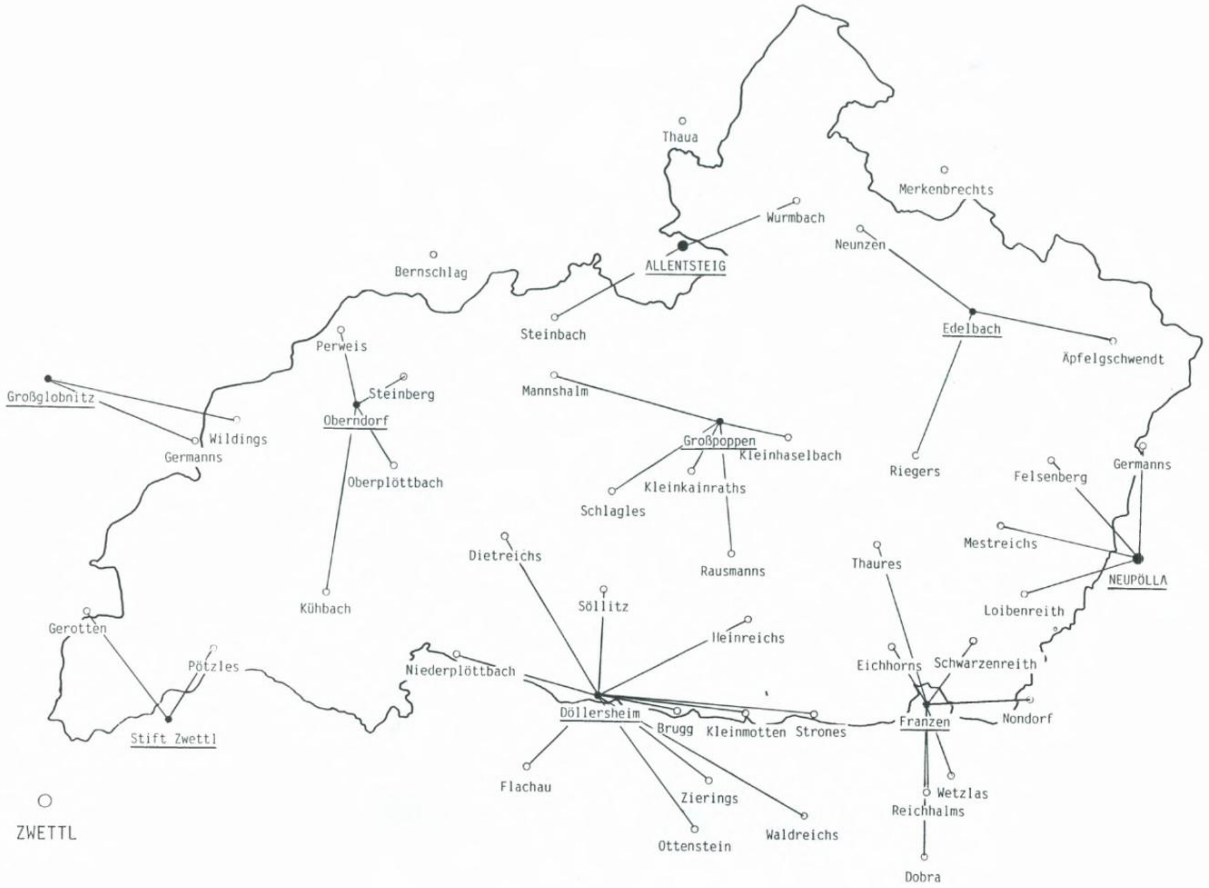 Thaua
Merkenbrechts
Wurmbach
Neunzen
ALLENTSTEIG
Bernschlag
Steinbach
Edelbach
Perweis
Äpfelgschwendt
Großglobnitz
Steinberg
Mannshalm
Oberndorf
Wildings
Germanns
Großpoppen
Kleinhaselbach
Riegers
Felsenberg
Germanns
Oberplöttbach
Kleinkainraths
Schlagles
Dietreichs
Rausmanns
Thaures
Mestreichs
NEUPÖLLA
Kühbach
Söllitz
Loibenreith
Gerotten
Heinreichs
Pötzles
Niederplöttbach
Eichhorns
Schwarzenreith
Stift Zwettl
Döllersheim
Brugg
Kleinmotten
Strones
Franzen
Nondorf
Flachau
Zierings
Wetzlas
Reichhalms
ZWETTL
Waldreichs
Ottenstein
Dobra